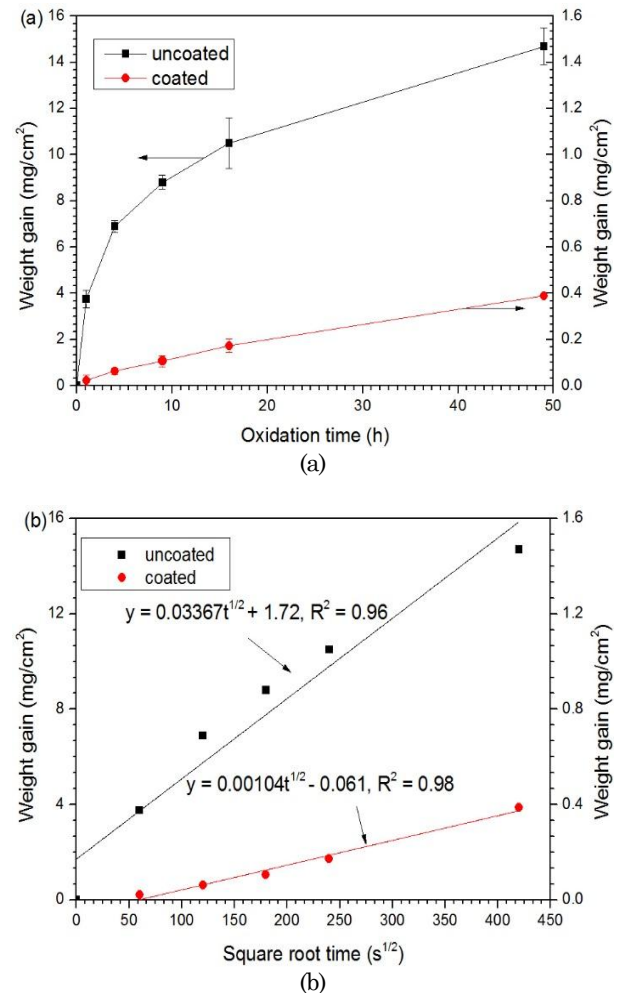 (a)
16
14
12
10
8
6
4
2
0
Weight gain (mg/cm²)
uncoated
coated
1.6
1.4
1.2
1.0
0.8
0.6
0.4
0.2
0.0
Weight gain (mg/cm²)
0 10 20 30 40 50
Oxidation time (h)
(a)
(b)
16
12
8
4
0
Weight gain (mg/cm²)
uncoated
coated
y = 0.03367t^1/2 + 1.72, R² = 0.96
y = 0.00104t^1/2 - 0.061, R² = 0.98
1.6
1.2
0.8
0.4
0.0
Weight gain (mg/cm²)
0 50 100 150 200 250 300 350 400 450
Square root time (s^1/2)
(b)